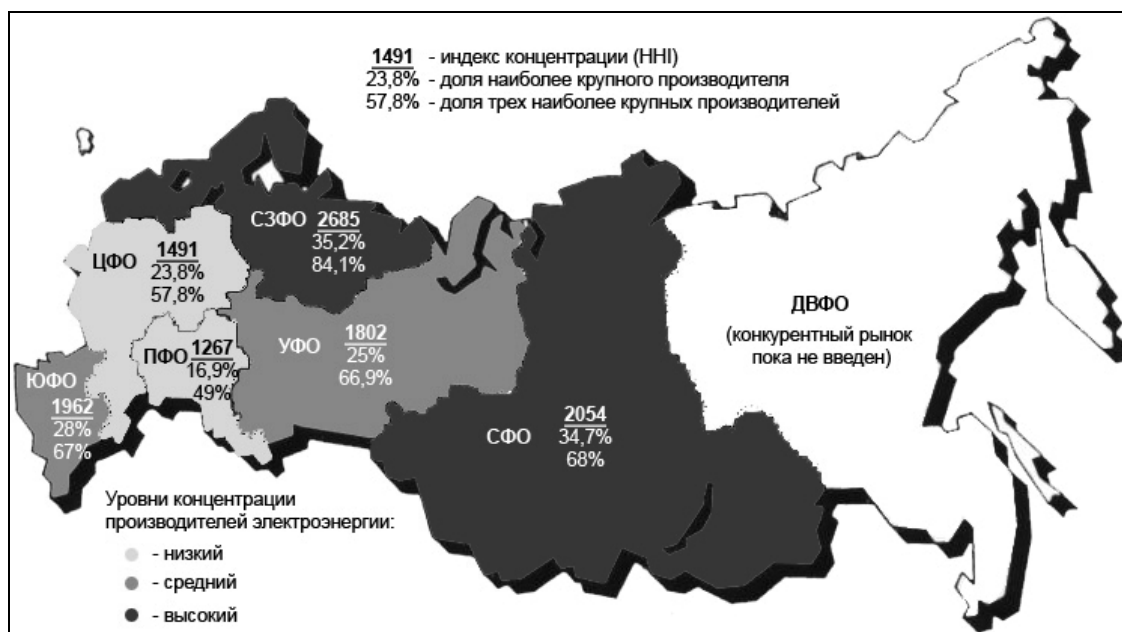 1491 - индекс концентрации (HHI)
23,8% - доля наиболее крупного производителя
57,8% - доля трех наиболее крупных производителей
СЗФО 2685
35,2%
84,1%
ЦФО 1491
23,8%
57,8%
ДВФО
(конкурентный рынок
пока не введен)
УФО 1802
25%
66,9%
ПФО 1267
16,9%
49%
ЮФО
1962
28%
67%
СФО 2054
34,7%
68%
Уровни концентрации
производителей электроэнергии:
- низкий
- средний
- высокий